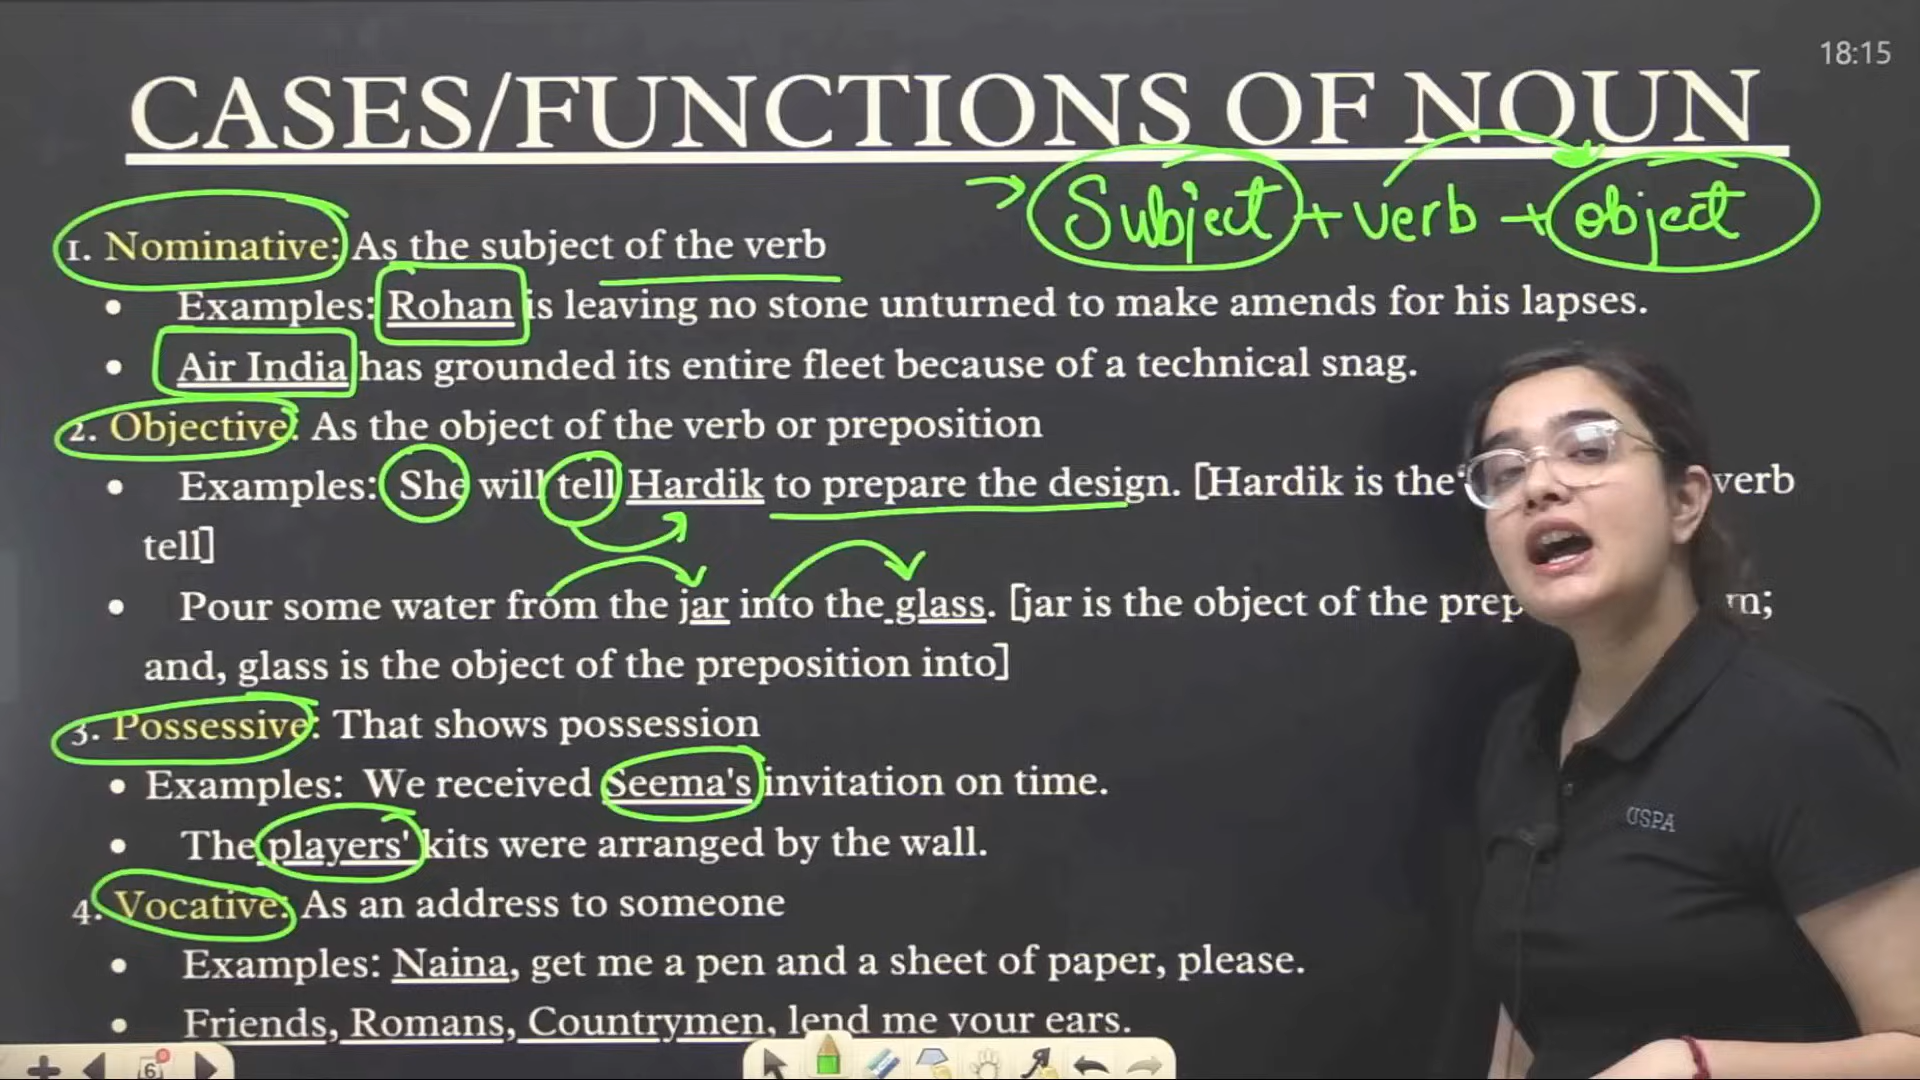 18:15
CASES/FUNCTIONS OF NOUN
Subject + verb + object
1. Nominative: As the subject of the verb
• Examples: Rohan is leaving no stone unturned to make amends for his lapses.
• Air India has grounded its entire fleet because of a technical snag.
2. Objective: As the object of the verb or preposition
• Examples: She will tell Hardik to prepare the design. [Hardik is the verb
tell]
• Pour some water from the jar into the glass. [jar is the object of the
and, glass is the object of the preposition into]
3. Possessive: That shows possession
• Examples: We received Seema's invitation on time.
• The players' kits were arranged by the wall.
USPA
4. Vocative: As an address to someone
• Examples: Naina, get me a pen and a sheet of paper, please.
• Friends, Romans, Countrymen, lend me your ears.
6